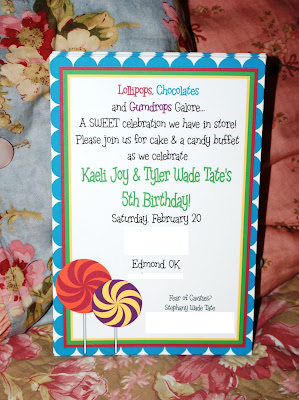 Lollipops, Chocolates
and Gumdrops Galore...
A SWEET celebration we have in store!
Please join us for cake & a candy buffet
as we celebrate
Kaeli Joy & Tyler Wade Tate's
5th Birthday!
Saturday, February 20
Edmond, OK
Fear of Cavities?
Stephany Wade Tate